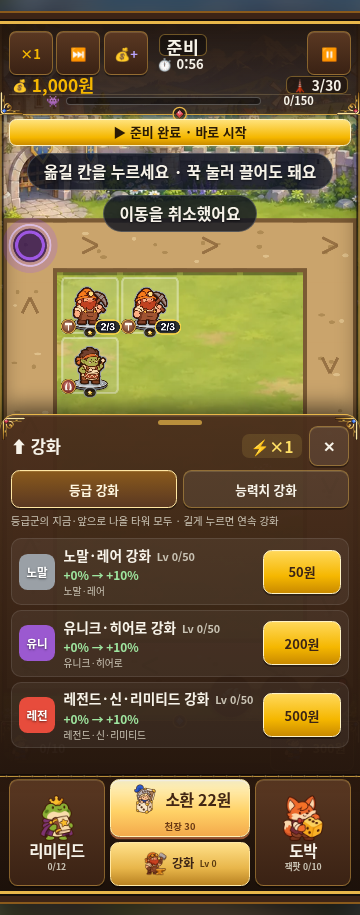 ×1
+
준비
0:56
1,000원
3/30
0/150
▶ 준비 완료 · 바로 시작
옮길 칸을 누르세요 · 꾹 눌러 끌어도 돼요
이동을 취소했어요
T 2/3
T 2/3
강화
⚡×1
×
등급 강화
능력치 강화
등급군의 지금·앞으로 나올 타워 모두 · 길게 누르면 연속 강화
노말
노말·레어 강화 Lv 0/50
+0% → +10%
노말·레어
50원
유니
유니크·히어로 강화 Lv 0/50
+0% → +10%
유니크·히어로
200원
레전
레전드·신·리미티드 강화 Lv 0/50
+0% → +10%
레전드·신·리미티드
500원
리미티드
0/12
소환 22원
천장 30
강화 Lv 0
도박
잭팟 0/10